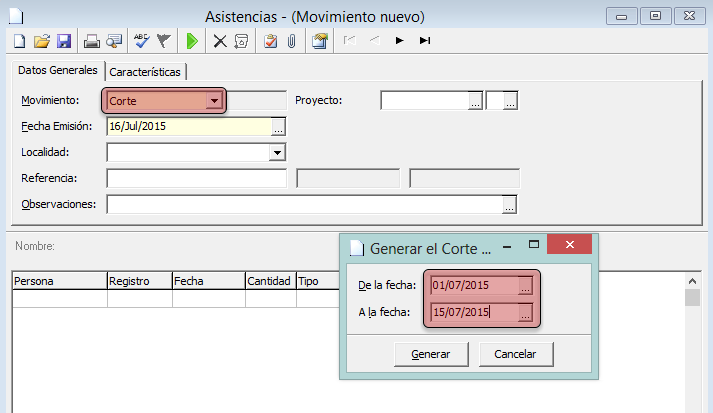 Asistencias - (Movimiento nuevo)
ABC
Datos Generales Características
Movimiento: Corte Proyecto: ...
Fecha Emisión: 16/Jul/2015 ...
Localidad:
Referencia:
Observaciones: ...
Nombre:
Generar el Corte ...
Persona Registro Fecha Cantidad Tipo
De la fecha: 01/07/2015 ...
A la fecha: 15/07/2015 ...
Generar Cancelar